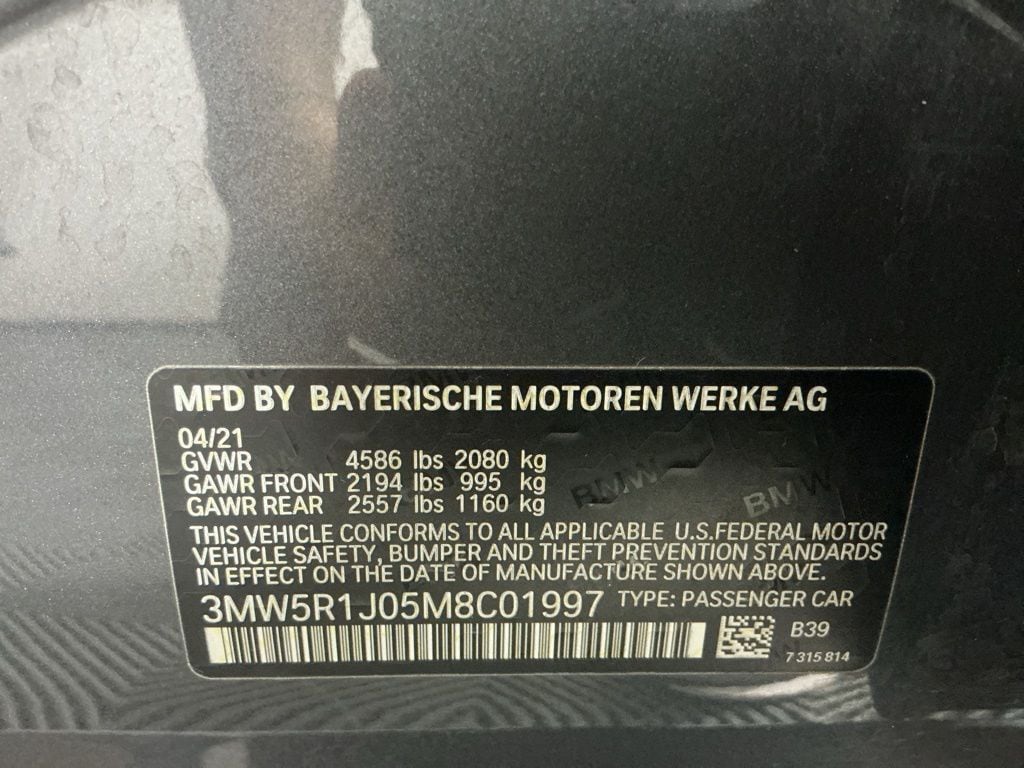 MFD BY BAYERISCHE MOTOREN WERKE AG
04/21
GVWR 4586 lbs 2080 kg
GAWR FRONT 2194 lbs 995 kg
GAWR REAR 2557 lbs 1160 kg
THIS VEHICLE CONFORMS TO ALL APPLICABLE U.S.FEDERAL MOTOR
VEHICLE SAFETY, BUMPER AND THEFT PREVENTION STANDARDS
IN EFFECT ON THE DATE OF MANUFACTURE SHOWN ABOVE.
3MW5R1J05M8C01997 TYPE: PASSENGER CAR
B39
7 315 814
BMW
BMW